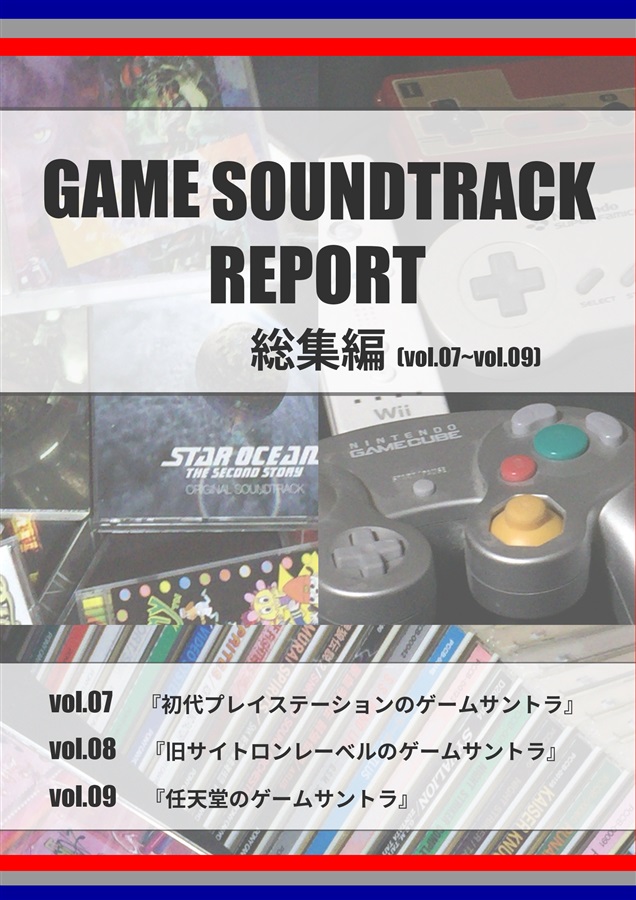 GAME SOUNDTRACK
REPORT
総集編 (vol.07~vol.09)
Wii
NINTENDO
GAMECUBE
SELECT
STAR OCEAN
THE SECOND STORY
ORIGINAL SOUNDTRACK
vol.07 『初代プレイステーションのゲームサントラ』
vol.08 『旧サイトロンレーベルのゲームサントラ』
vol.09 『任天堂のゲームサントラ』